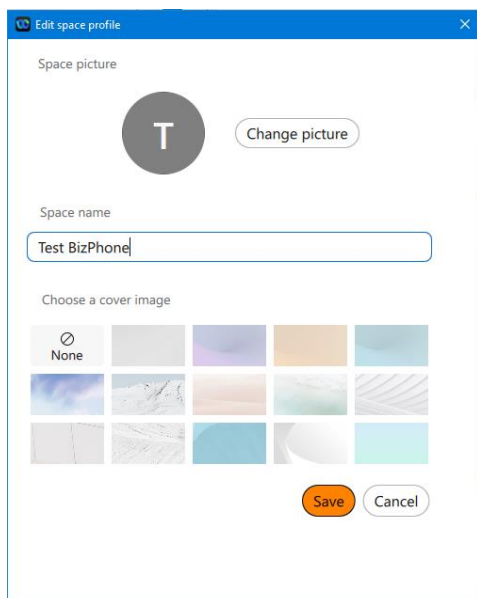 Edit space profile
Space picture
T
Change picture
Space name
Test BizPhone
Choose a cover image
None
Save
Cancel